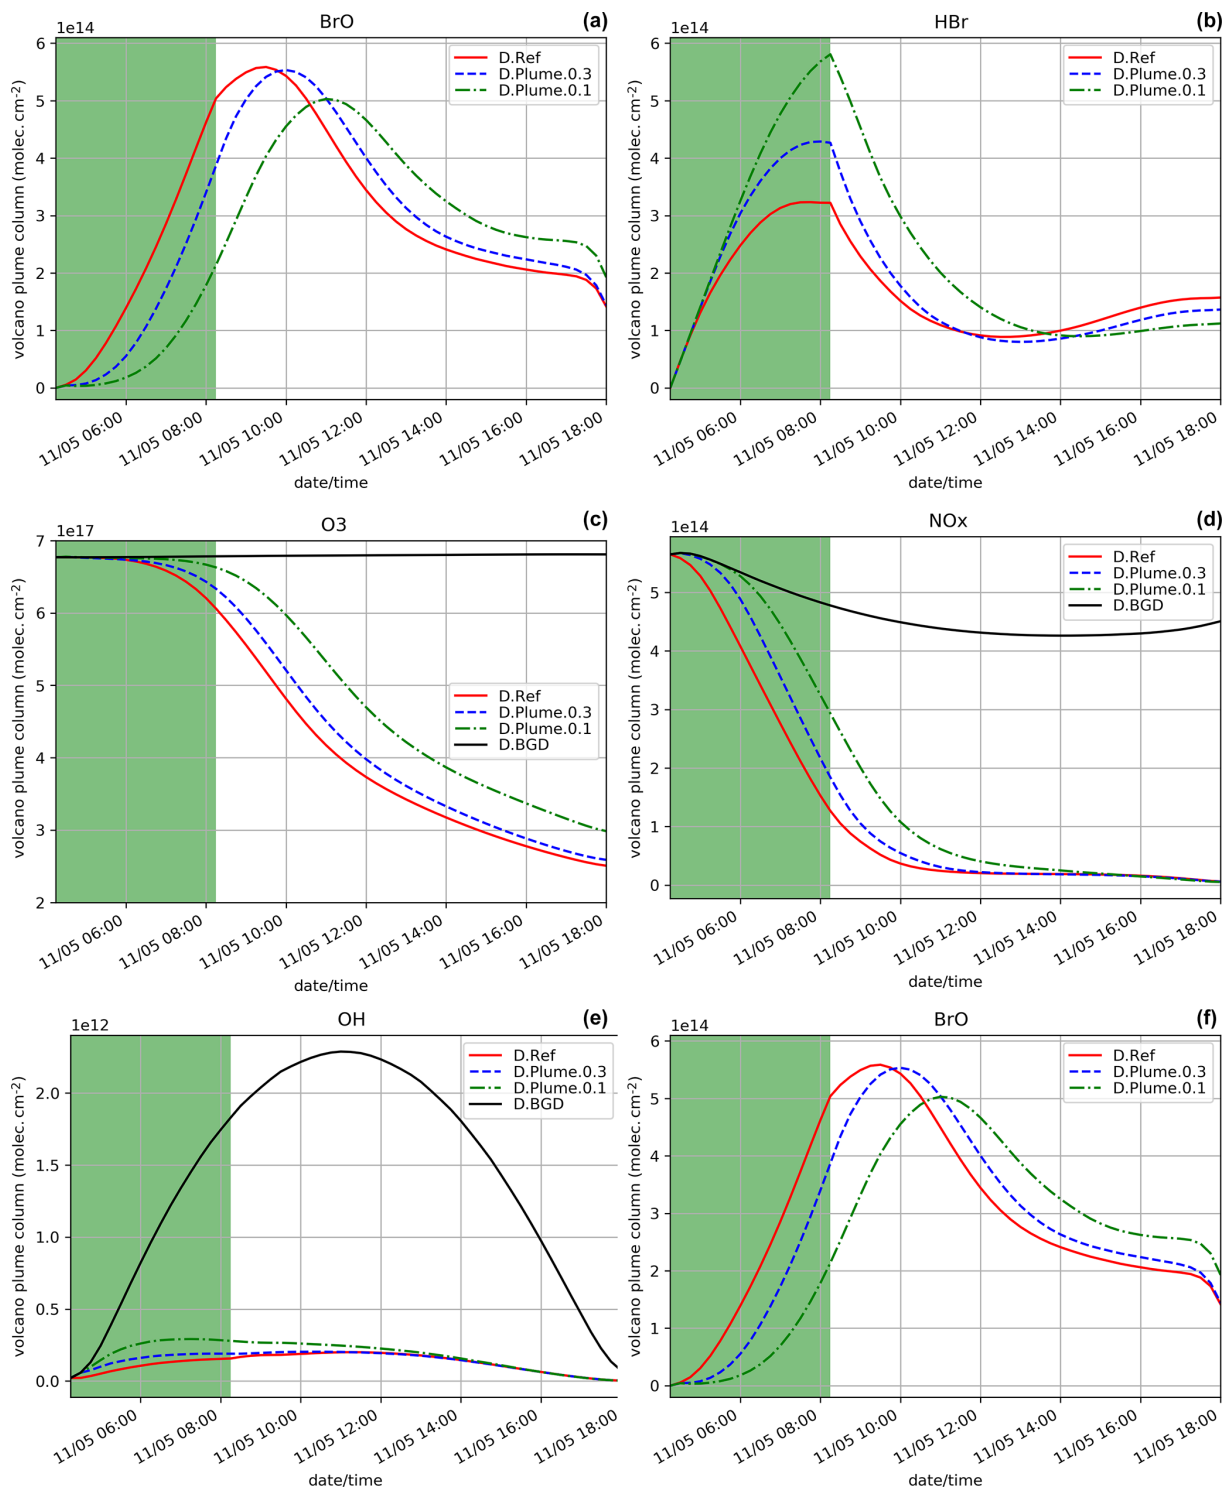 BrO
(a)
1e14
D.Ref
D.Plume.0.3
D.Plume.0.1
volcano plume column (molec. cm-2)
6
5
4
3
2
1
0
11/05 06:00
11/05 08:00
11/05 10:00
11/05 12:00
11/05 14:00
11/05 16:00
11/05 18:00
date/time
HBr
(b)
1e14
D.Ref
D.Plume.0.3
D.Plume.0.1
volcano plume column (molec. cm-2)
6
5
4
3
2
1
0
11/05 06:00
11/05 08:00
11/05 10:00
11/05 12:00
11/05 14:00
11/05 16:00
11/05 18:00
date/time
O3
(c)
1e17
D.Ref
D.Plume.0.3
D.Plume.0.1
D.BGD
volcano plume column (molec. cm-2)
7
6
5
4
3
2
11/05 06:00
11/05 08:00
11/05 10:00
11/05 12:00
11/05 14:00
11/05 16:00
11/05 18:00
date/time
NOx
(d)
1e14
D.Ref
D.Plume.0.3
D.Plume.0.1
D.BGD
volcano plume column (molec. cm-2)
5
4
3
2
1
0
11/05 06:00
11/05 08:00
11/05 10:00
11/05 12:00
11/05 14:00
11/05 16:00
11/05 18:00
date/time
OH
(e)
1e12
D.Ref
D.Plume.0.3
D.Plume.0.1
D.BGD
volcano plume column (molec. cm-2)
2.0
1.5
1.0
0.5
0.0
11/05 06:00
11/05 08:00
11/05 10:00
11/05 12:00
11/05 14:00
11/05 16:00
11/05 18:00
date/time
BrO
(f)
1e14
D.Ref
D.Plume.0.3
D.Plume.0.1
volcano plume column (molec. cm-2)
6
5
4
3
2
1
0
11/05 06:00
11/05 08:00
11/05 10:00
11/05 12:00
11/05 14:00
11/05 16:00
11/05 18:00
date/time